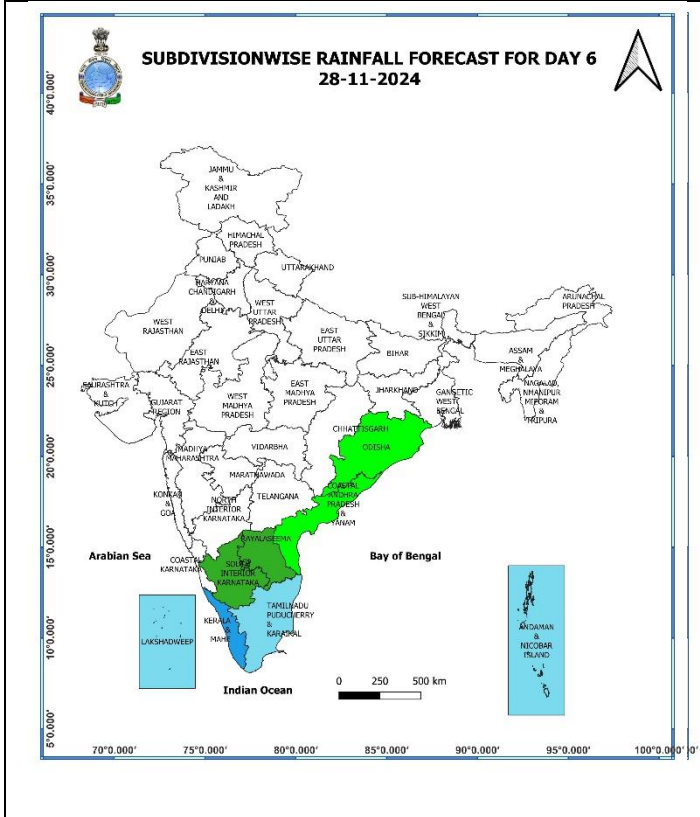 SUBDIVISIONWISE RAINFALL FORECAST FOR DAY 6
28-11-2024
40°0.000'
35°0.000'
30°0.000'
25°0.000'
20°0.000'
15°0.000'
10°0.000'
5°0.000'
JAMMU
&
KASHMIR
AND
LADAKH
HIMACHAL
PRADESH
PUNJAB
UTTARAKHAND
HARYANA
CHANDIGARH
&
DELHI
WEST
UTTAR
PRADESH
WEST
RAJASTHAN
EAST
RAJASTHAN
EAST
UTTAR
PRADESH
SUB-HIMALAYAN
WEST
BENGAL
&
SIKKIM
ARUNACHAL
PRADESH
BIHAR
ASSAM
&
MEGHALAYA
SAURASHTRA
&
KUTCH
GUJARAT
REGION
WEST
MADHYA
PRADESH
EAST
MADHYA
PRADESH
JHARKHAND
GANGETIC
WEST
BENGAL
NAGALAD,
NMANIPUR
MIPORAM
&
TRIPURA
CHHATTISGARH
ODISHA
MADHYA
MAHARASHTRA
VIDARBHA
MARATHAWADA
COASTAL
ANDHRA
PRADESH
&
YANAM
KONKAN
&
GOA
NORTH
INTERIOR
KARNATAKA
TELANGANA
RAYALASEEMA
Arabian Sea
Bay of Bengal
COASTAL
KARNATAKA
SOUTH
INTERIOR
KARNATAKA
KERALA
&
MAHE
TAMILNADU
PUDUCHERRY
&
KARAIKAL
LAKSHADWEEP
ANDAMAN
&
NICOBAR
ISLAND
Indian Ocean
0 250 500 km
70°0.000' 75°0.000' 80°0.000' 85°0.000' 90°0.000' 95°0.000' 100°0.000'